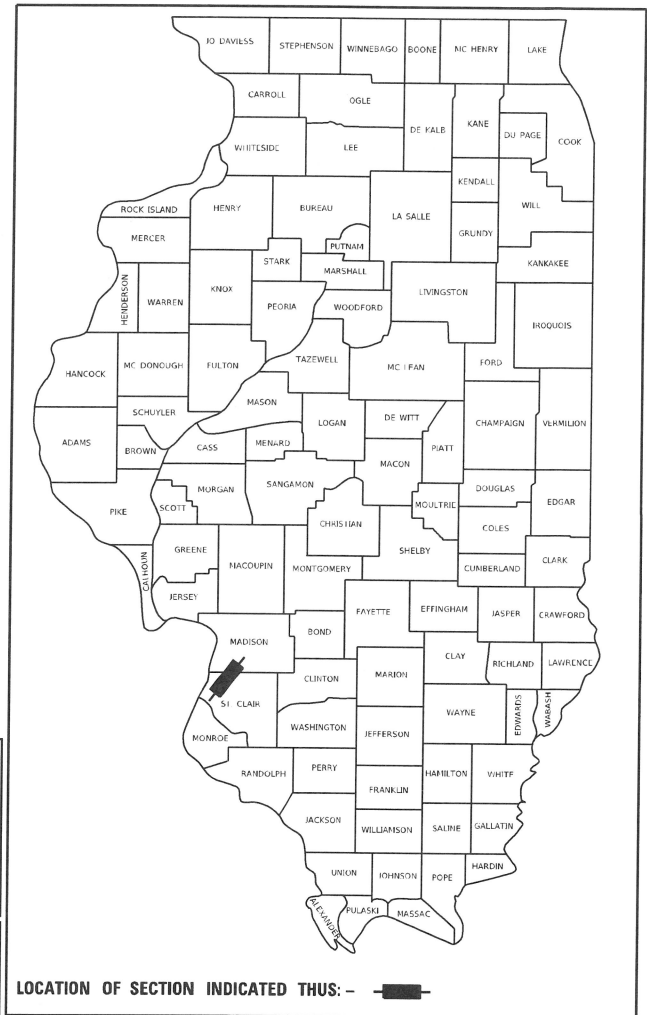 JO DAVIESS STEPHENSON WINNEBAGO BOONE MC HENRY LAKE
CARROLL OGLE DE KALB KANE DU PAGE COOK
WHITESIDE LEE
KENDALL WILL
ROCK ISLAND HENRY BUREAU LA SALLE
MERCER PUTNAM GRUNDY
STARK MARSHALL KANKAKEE
HENDERSON WARREN KNOX PEORIA WOODFORD LIVINGSTON
IROQUOIS
HANCOCK MC DONOUGH FULTON TAZEWELL MC LEAN FORD
MASON
SCHUYLER LOGAN DE WITT CHAMPAIGN VERMILION
ADAMS BROWN CASS MENARD PIATT
MACON
PIKE SCOTT MORGAN SANGAMON MOULTRIE DOUGLAS EDGAR
CHRISTIAN COLES
CALHOUN GREENE MACOUPIN MONTGOMERY SHELBY CUMBERLAND CLARK
JERSEY FAYETTE EFFINGHAM JASPER CRAWFORD
MADISON BOND
CLAY RICHLAND LAWRENCE
CLINTON MARION
ST. CLAIR WAYNE EDWARDS WABASH
WASHINGTON JEFFERSON
MONROE
RANDOLPH PERRY HAMILTON WHITE
FRANKLIN
JACKSON WILLIAMSON SALINE GALLATIN
HARDIN
UNION JOHNSON POPE
ALEXANDER PULASKI MASSAC
LOCATION OF SECTION INDICATED THUS: –